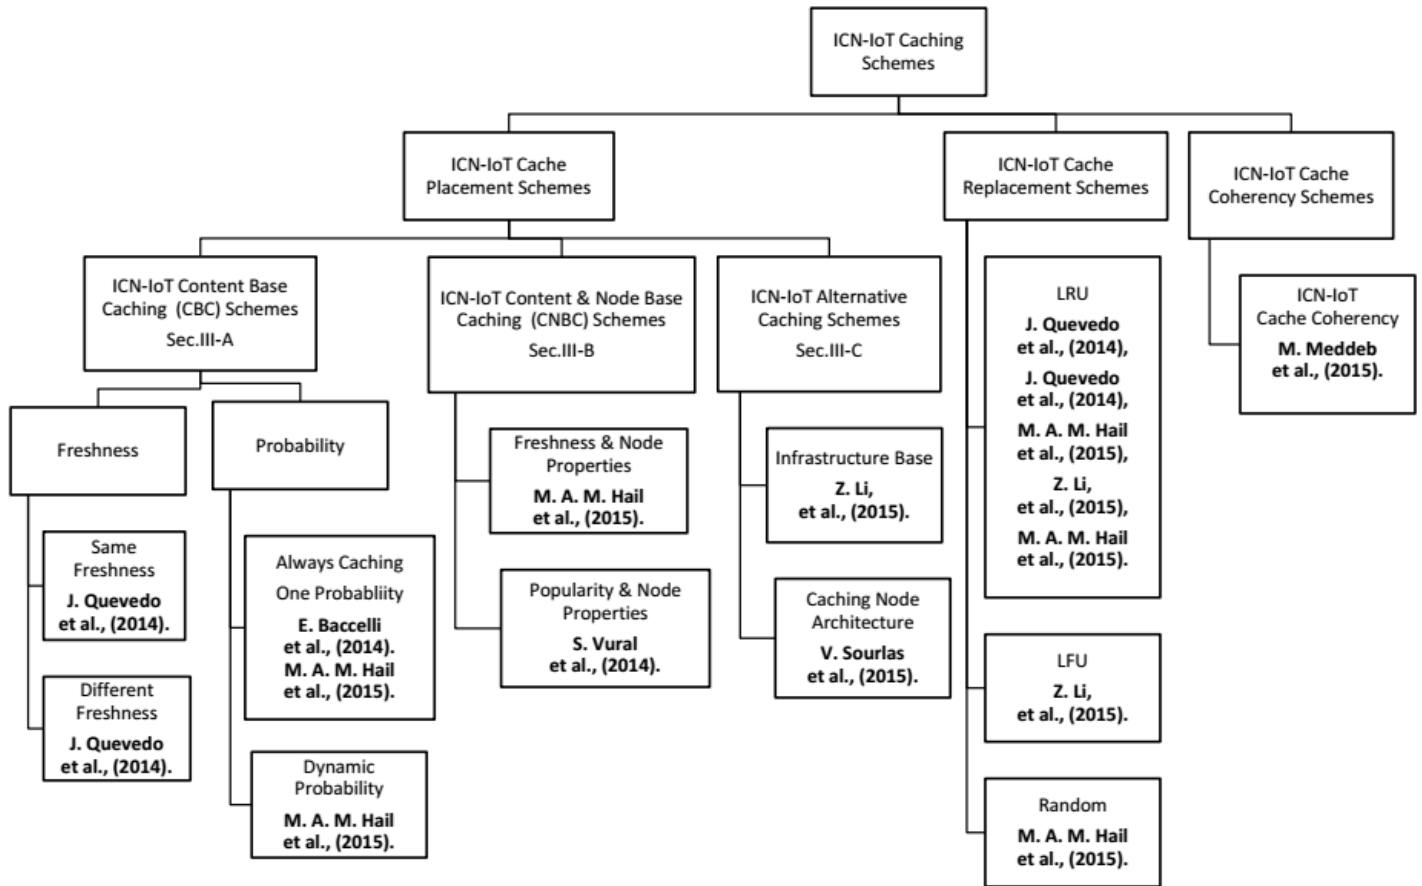 ICN-IoT Caching
Schemes
ICN-IoT Cache
Placement Schemes
ICN-IoT Cache
Replacement Schemes
ICN-IoT Cache
Coherency Schemes
ICN-IoT Content Base
Caching (CBC) Schemes
Sec.III-A
ICN-IoT Content & Node Base
Caching (CNBC) Schemes
Sec.III-B
ICN-IoT Alternative
Caching Schemes
Sec.III-C
LRU
J. Quevedo
et al., (2014),
J. Quevedo
et al., (2014),
M. A. M. Hail
et al., (2015),
Z. Li,
et al., (2015),
M. A. M. Hail
et al., (2015).
ICN-IoT
Cache Coherency
M. Meddeb
et al., (2015).
Freshness
Probability
Freshness & Node
Properties
M. A. M. Hail
et al., (2015).
Infrastructure Base
Z. Li,
et al., (2015).
Same
Freshness
J. Quevedo
et al., (2014).
Always Caching
One Probabliity
E. Baccelli
et al., (2014).
M. A. M. Hail
et al., (2015).
Popularity & Node
Properties
S. Vural
et al., (2014).
Caching Node
Architecture
V. Sourlas
et al., (2015).
LFU
Z. Li,
et al., (2015).
Different
Freshness
J. Quevedo
et al., (2014).
Dynamic
Probability
M. A. M. Hail
et al., (2015).
Random
M. A. M. Hail
et al., (2015).